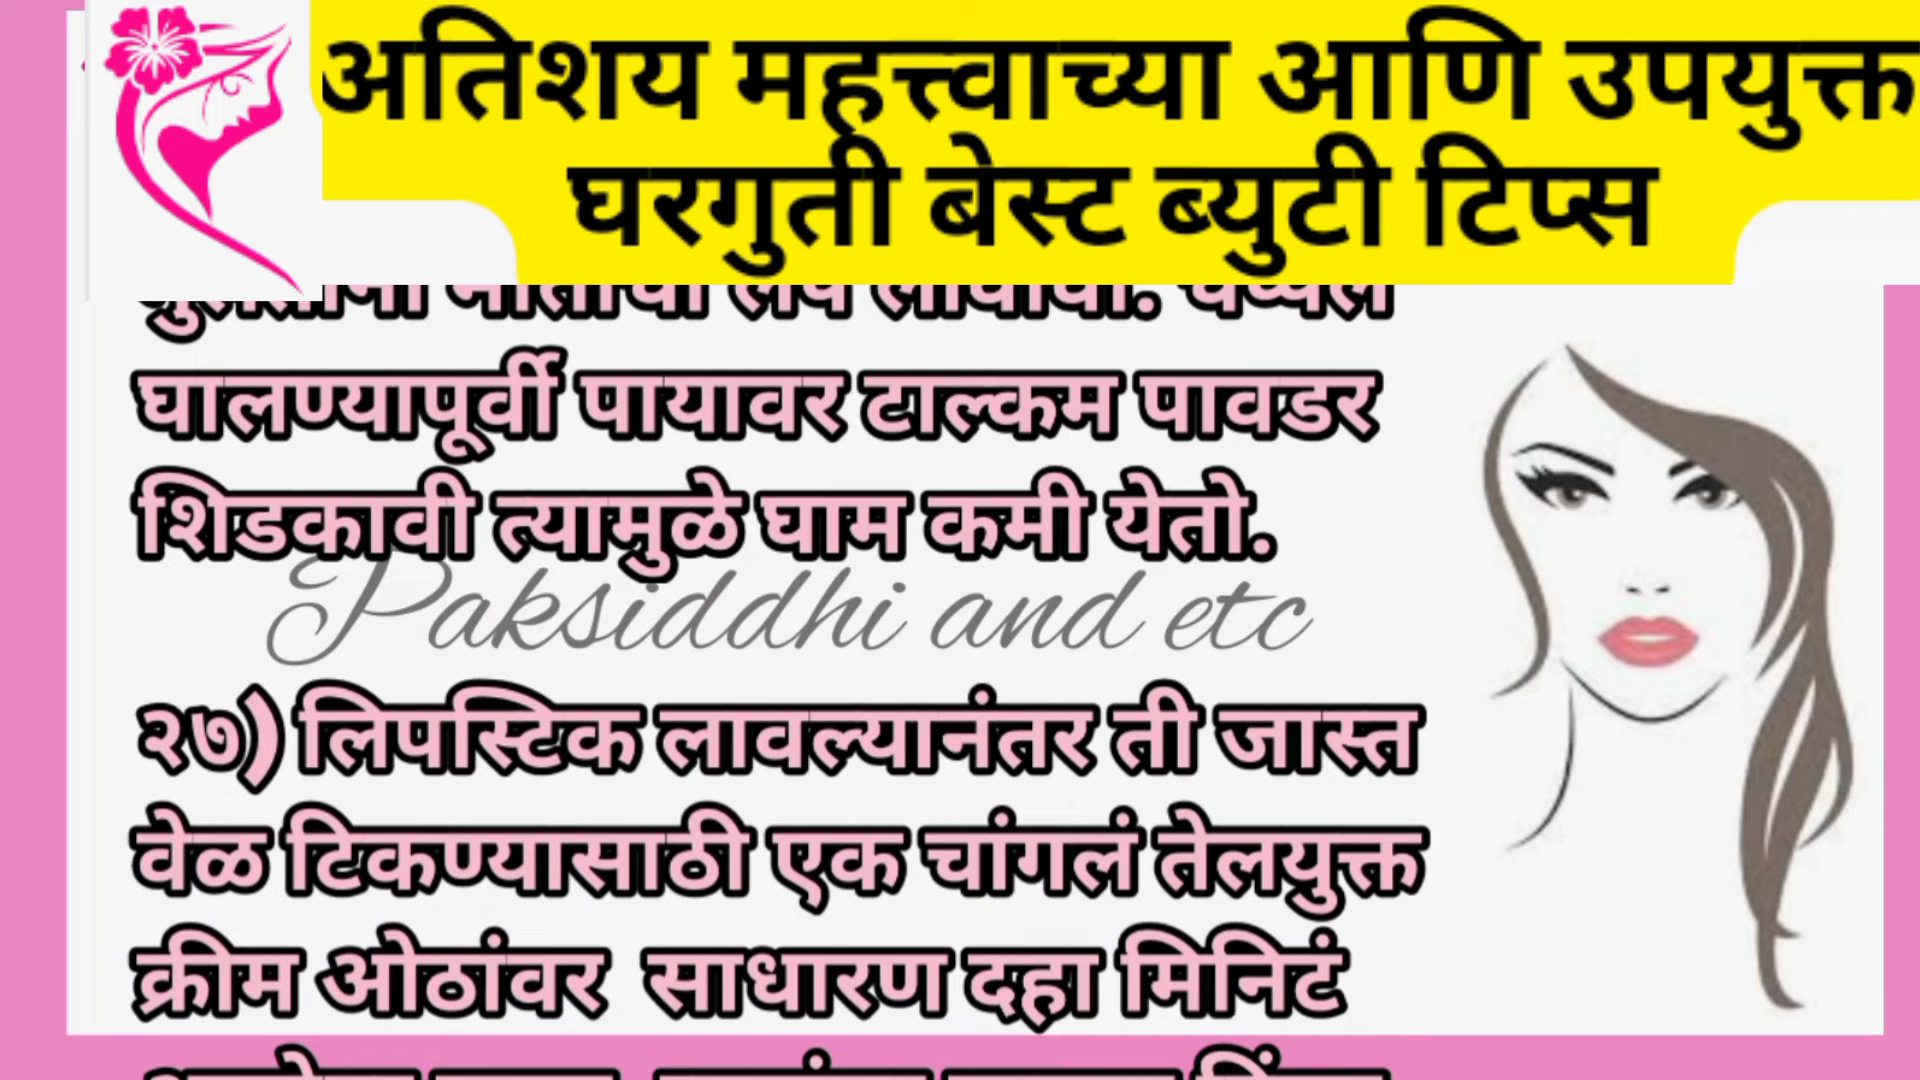 अतिशय महत्त्वाच्या आणि उपयुक्त
घरगुती बेस्ट ब्युटी टिप्स
घालण्यापूर्वी पायावर टाल्कम पावडर
शिडकावी त्यामुळे घाम कमी येतो.
Paksiddhi and etc
२७) लिपस्टिक लावल्यानंतर ती जास्त
वेळ टिकण्यासाठी एक चांगलं तेलयुक्त
क्रीम ओठांवर साधारण दहा मिनिटं